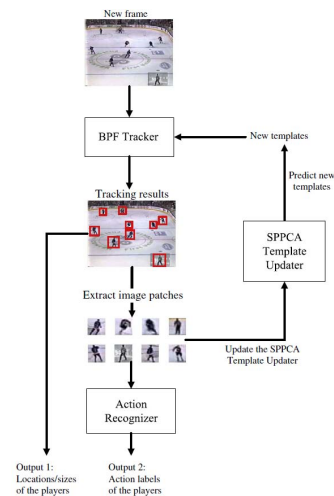 New frame
BPF Tracker
New templates
Predict new
templates
Tracking results
SPPCA
Template
Updater
Extract image patches
Update the SPPCA
Template Updater
Action
Recognizer
Output 1:
Locations/sizes
of the players
Output 2:
Action labels
of the players